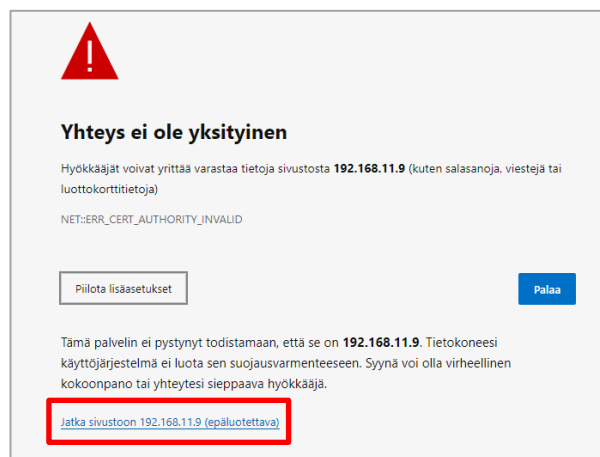 Yhteys ei ole yksityinen
Hyökkääjät voivat yrittää varastaa tietoja sivustosta 192.168.11.9 (kuten salasanoja, viestejä tai
luottokorttitietoja)
NET::ERR_CERT_AUTHORITY_INVALID
Piilota lisäasetukset
Palaa
Tämä palvelin ei pystynyt todistamaan, että se on 192.168.11.9. Tietokoneesi
käyttöjärjestelmä ei luota sen suojausvarmenteeseen. Syynä voi olla virheellinen
kokoonpano tai yhteytesi sieppaava hyökkääjä.
Jatka sivustoon 192.168.11.9 (epäluotettava)